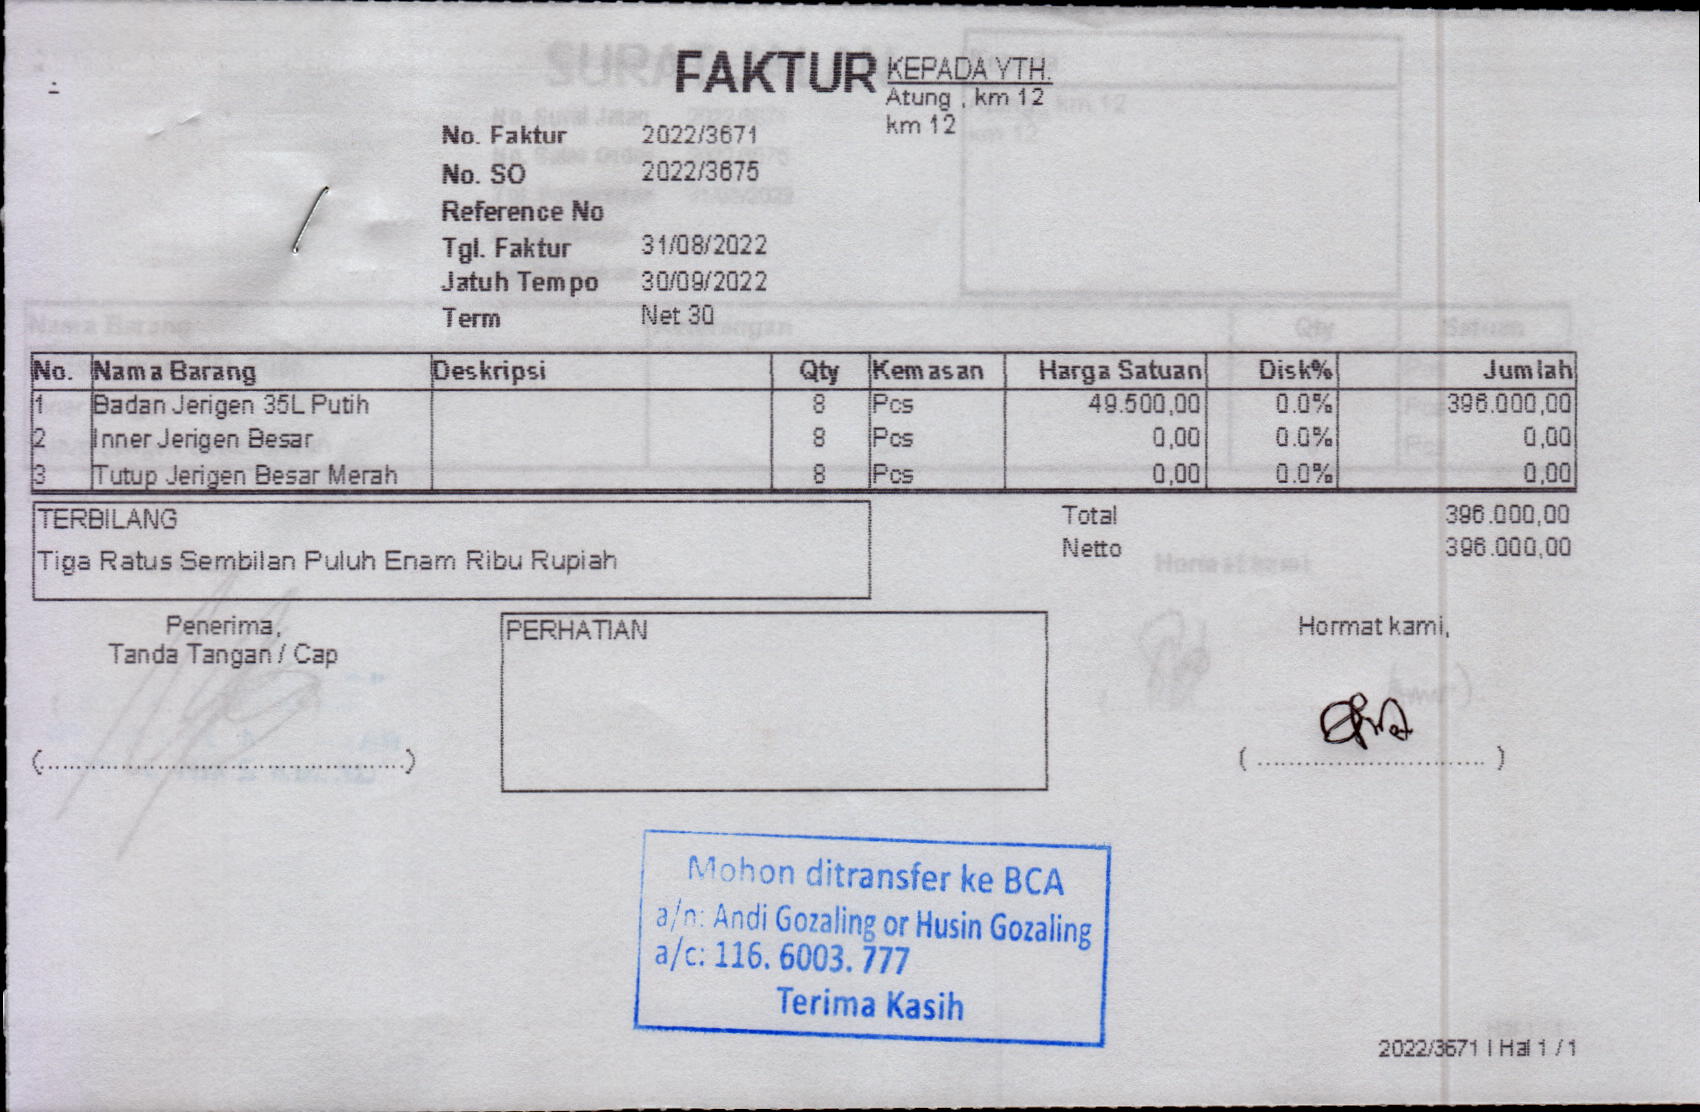 FAKTUR
KEPADA YTH.
Atung , km 12
km 12
No. Faktur 2022/3671
No. SO 2022/3675
Reference No
Tgl. Faktur 31/08/2022
Jatuh Tempo 30/09/2022
Term Net 30
No. Nama Barang Deskripsi Qty Kemasan Harga Satuan Disk% Jumlah
1 Badan Jerigen 35L Putih 8 Pcs 49.500,00 0.0% 396.000,00
2 Inner Jerigen Besar 8 Pcs 0,00 0.0% 0,00
3 Tutup Jerigen Besar Merah 8 Pcs 0,00 0.0% 0,00
TERBILANG
Tiga Ratus Sembilan Puluh Enam Ribu Rupiah
Total 396.000,00
Netto 396.000,00
Penerima,
Tanda Tangan / Cap
(............................................)
PERHATIAN
Hormat kami,
( ............................ )
Mohon ditransfer ke BCA
a/n: Andi Gozaling or Husin Gozaling
a/c: 116. 6003. 777
Terima Kasih
2022/3671 | Hal 1 / 1